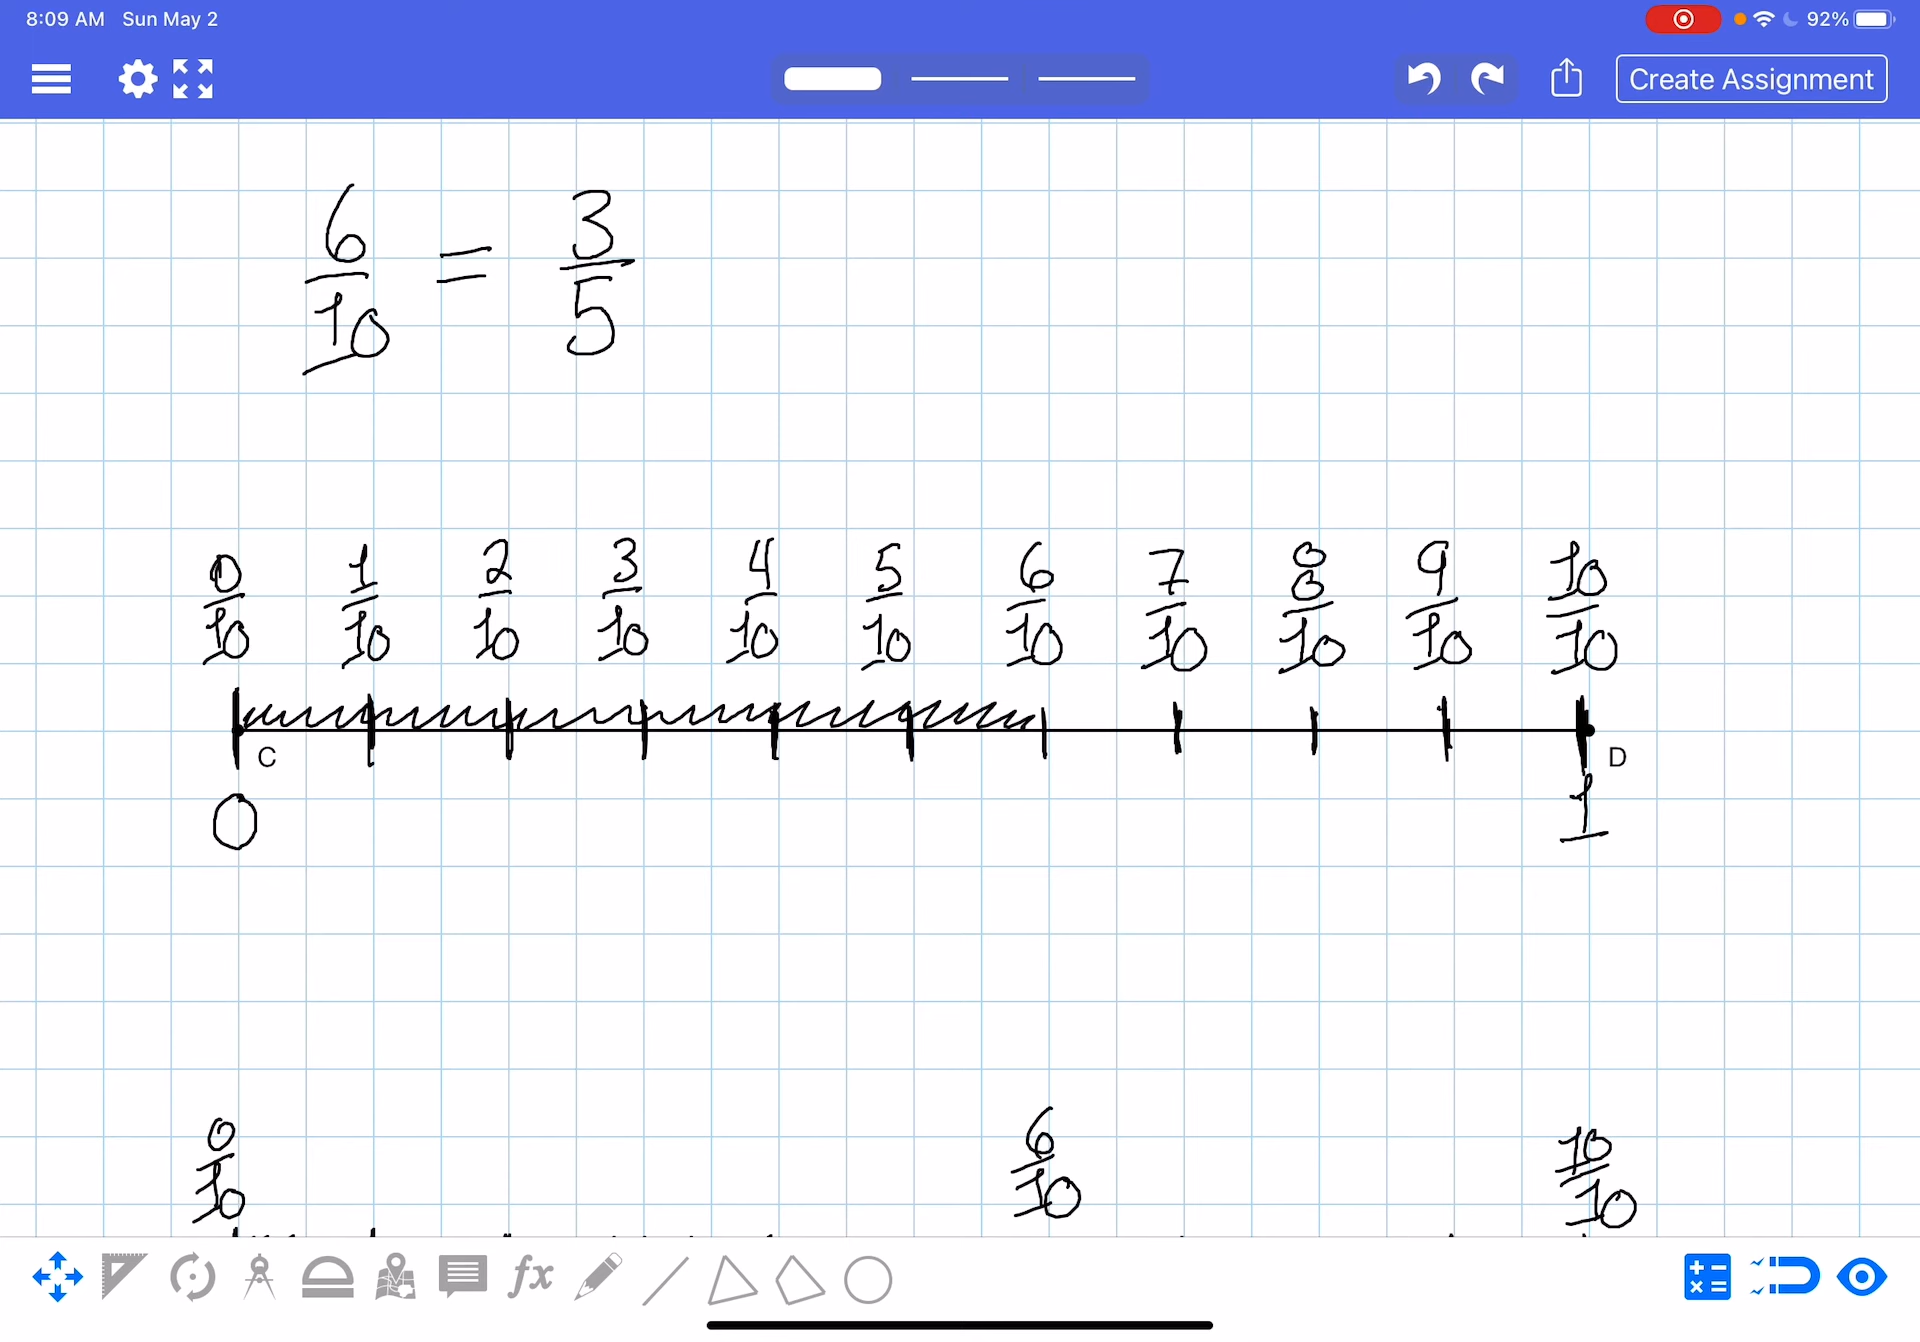 8:09 AM Sun May 2 92%
Create Assignment
6/10 = 3/5
0/10 1/10 2/10 3/10 4/10 5/10 6/10 7/10 8/10 9/10 10/10
C D
0 1
0/10 6/10 10/10
fx